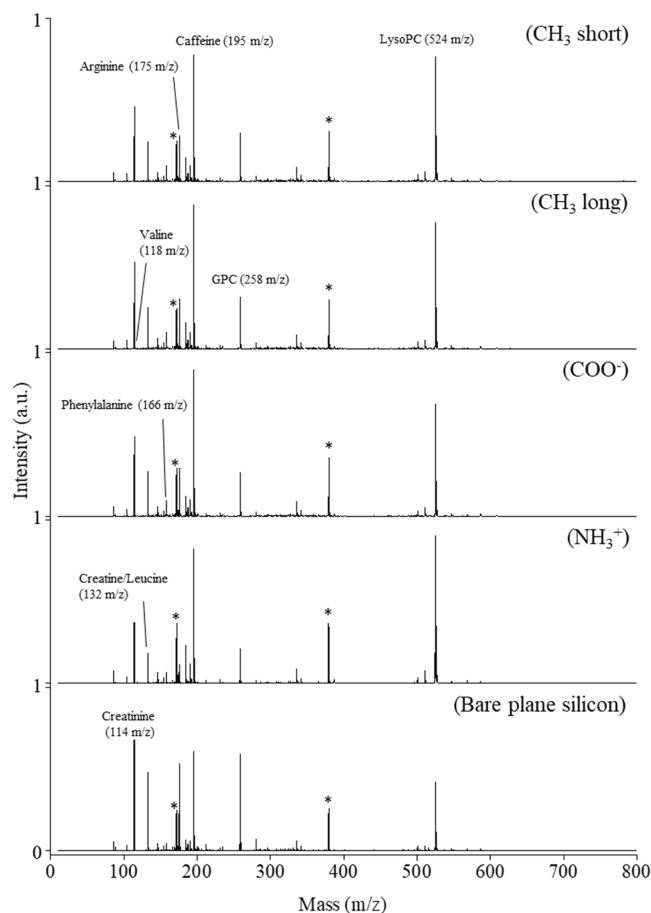 1
(CH₃ short)
Caffeine (195 m/z)
LysoPC (524 m/z)
Arginine (175 m/z)
*
*
1
(CH₃ long)
Valine
(118 m/z)
GPC (258 m/z)
*
*
1
(COO⁻)
Phenylalanine (166 m/z)
*
*
1
(NH₃⁺)
Creatine/Leucine
(132 m/z)
*
*
1
(Bare plane silicon)
Creatinine
(114 m/z)
*
*
0
Intensity (a.u.)
0 100 200 300 400 500 600 700 800
Mass (m/z)